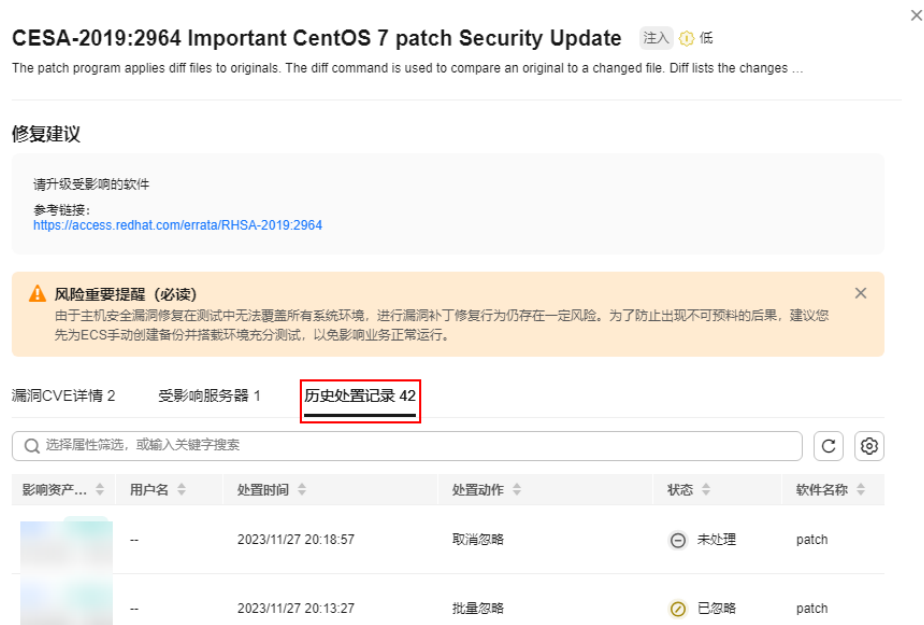 CESA-2019:2964 Important CentOS 7 patch Security Update 注入 低
The patch program applies diff files to originals. The diff command is used to compare an original to a changed file. Diff lists the changes ...
修复建议
请升级受影响的软件
参考链接：
https://access.redhat.com/errata/RHSA-2019:2964
风险重要提醒（必读）
由于主机安全漏洞修复在测试中无法覆盖所有系统环境，进行漏洞补丁修复行为仍存在一定风险。为了防止出现不可预料的后果，建议您
先为ECS手动创建备份并搭载环境充分测试，以免影响业务正常运行。
漏洞CVE详情 2 受影响服务器 1 历史处置记录 42
选择属性筛选，或输入关键字搜索
影响资产... 用户名 处置时间 处置动作 状态 软件名称
-- 2023/11/27 20:18:57 取消忽略 未处理 patch
-- 2023/11/27 20:13:27 批量忽略 已忽略 patch